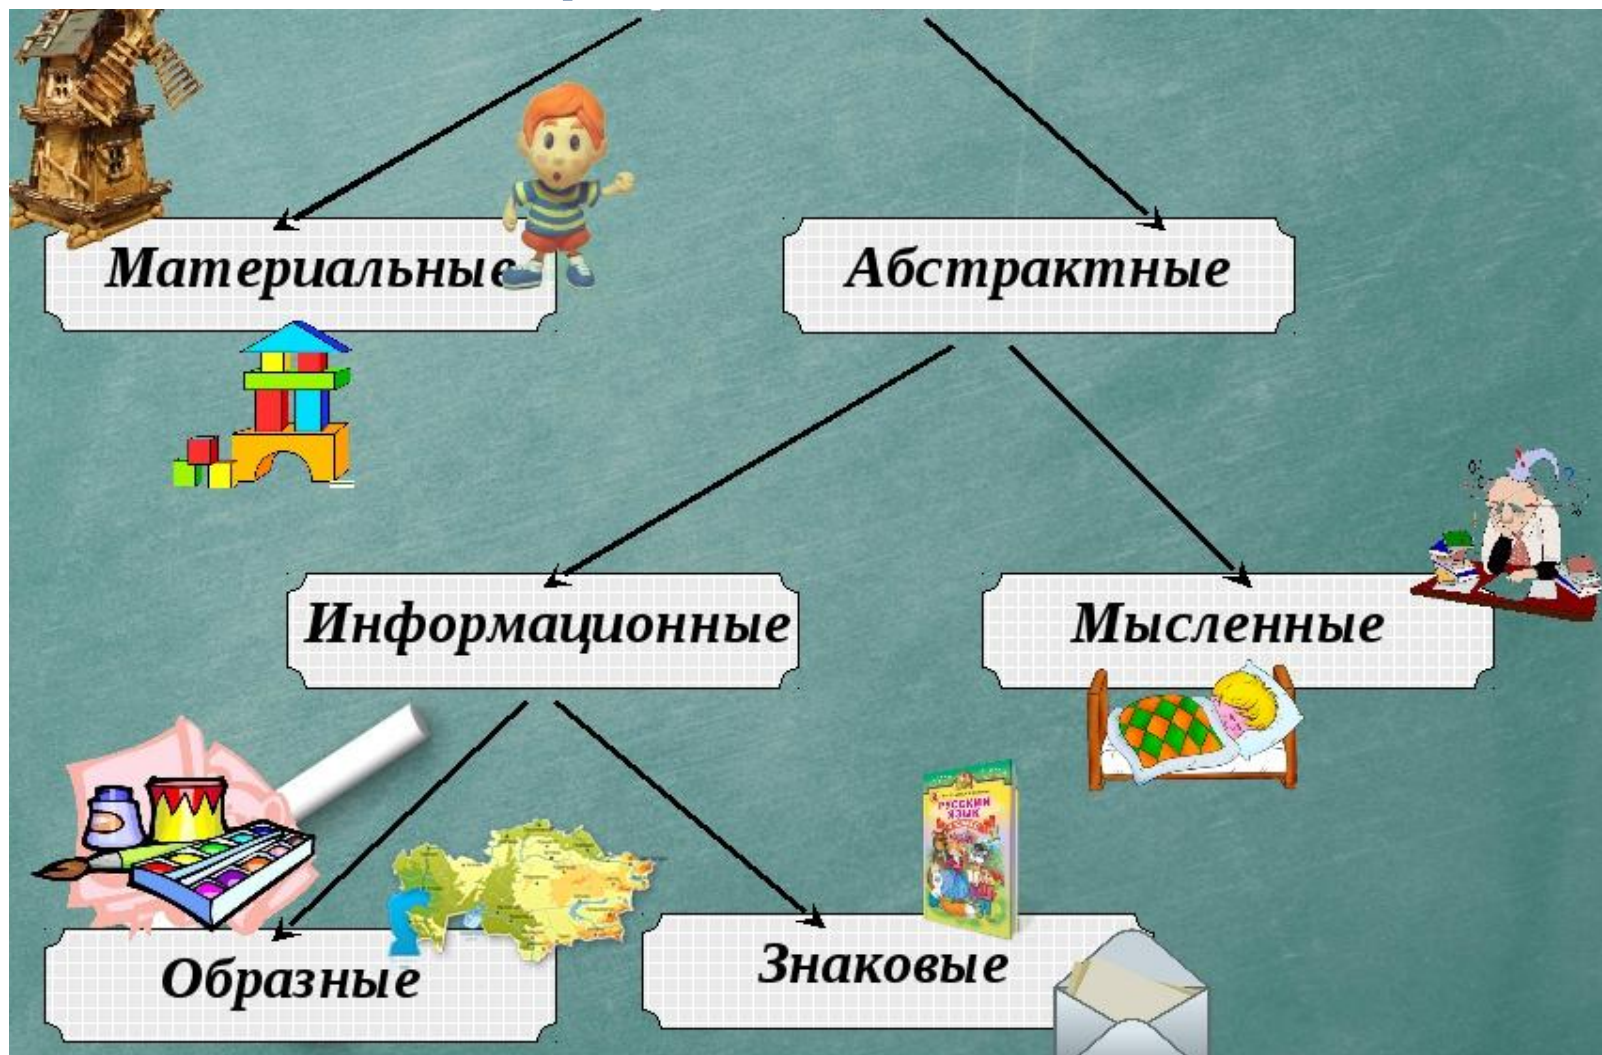 Материальные
Абстрактные
Информационные
Мысленные
РУССКИЙ
ЯЗЫК
Образные
Знаковые